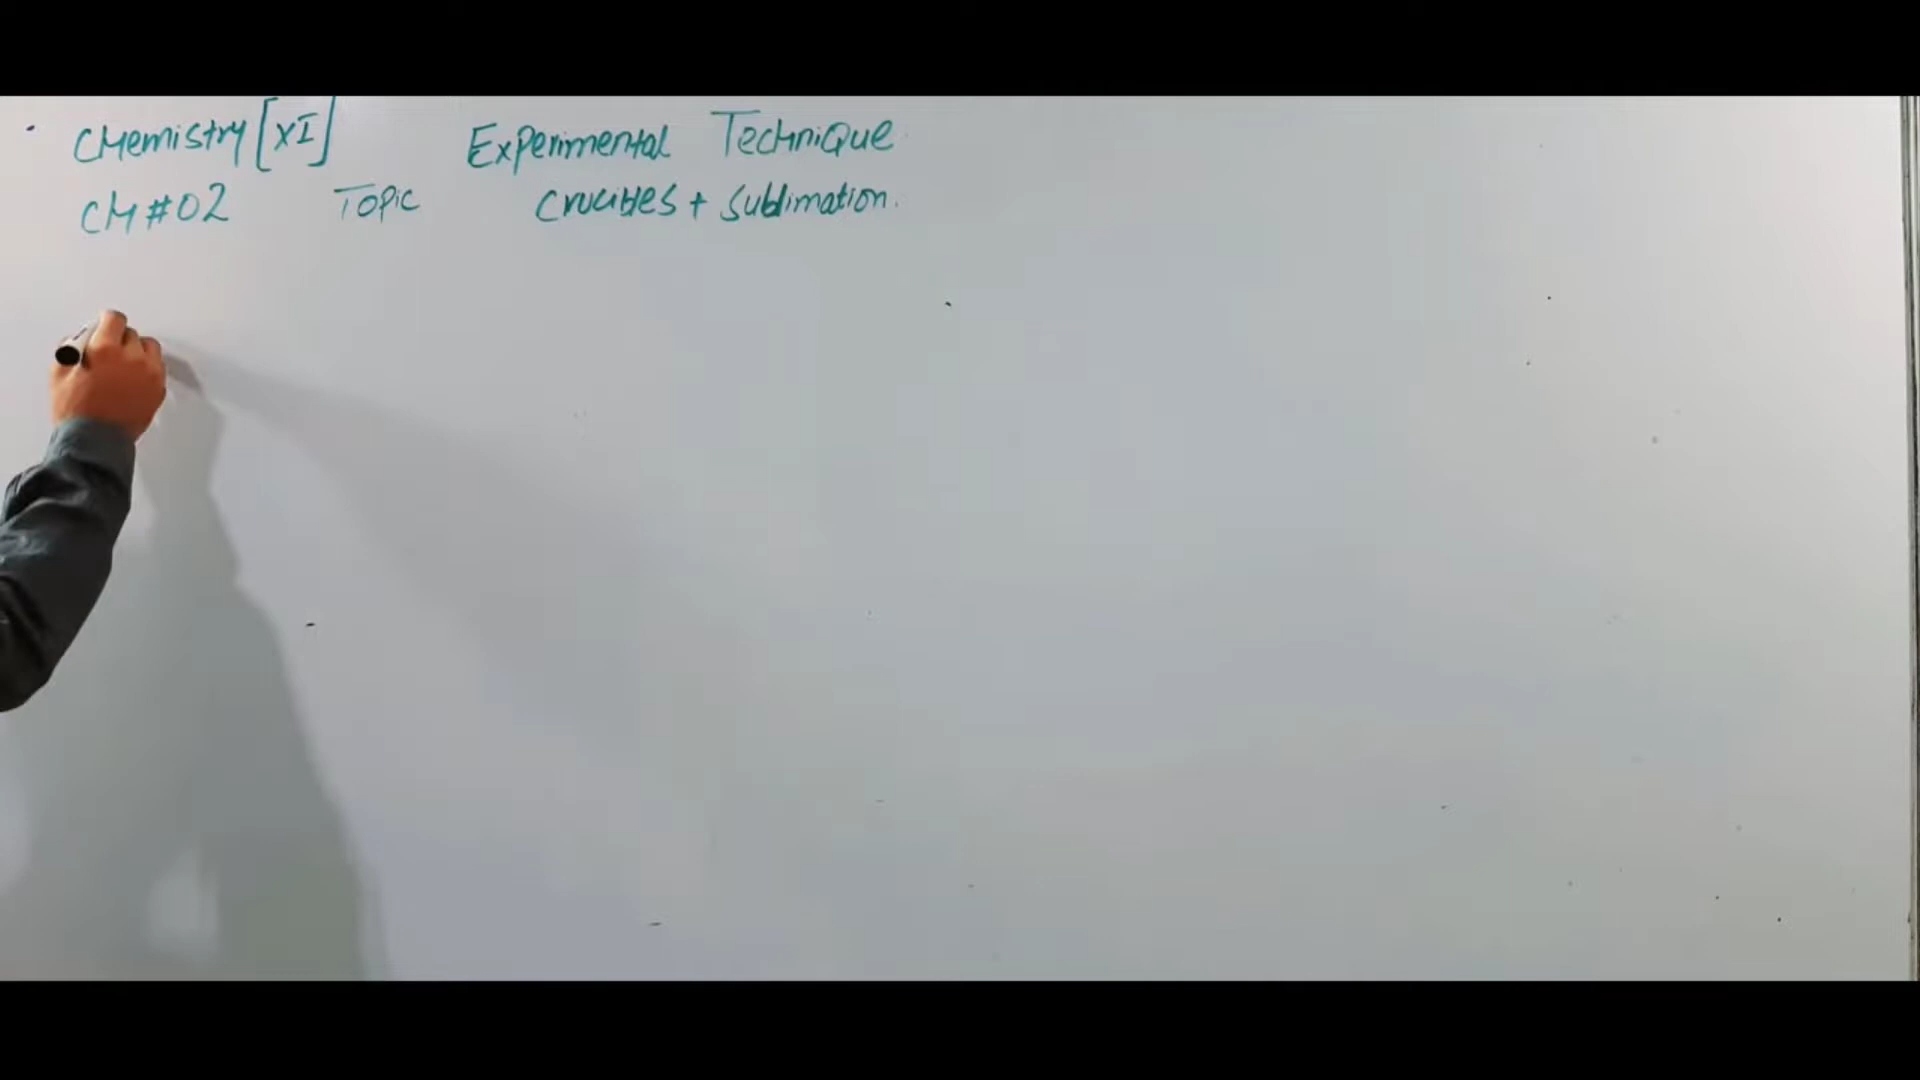 Chemistry [XI] Experimental Technique
CH #02 Topic Crucibles + Sublimation.